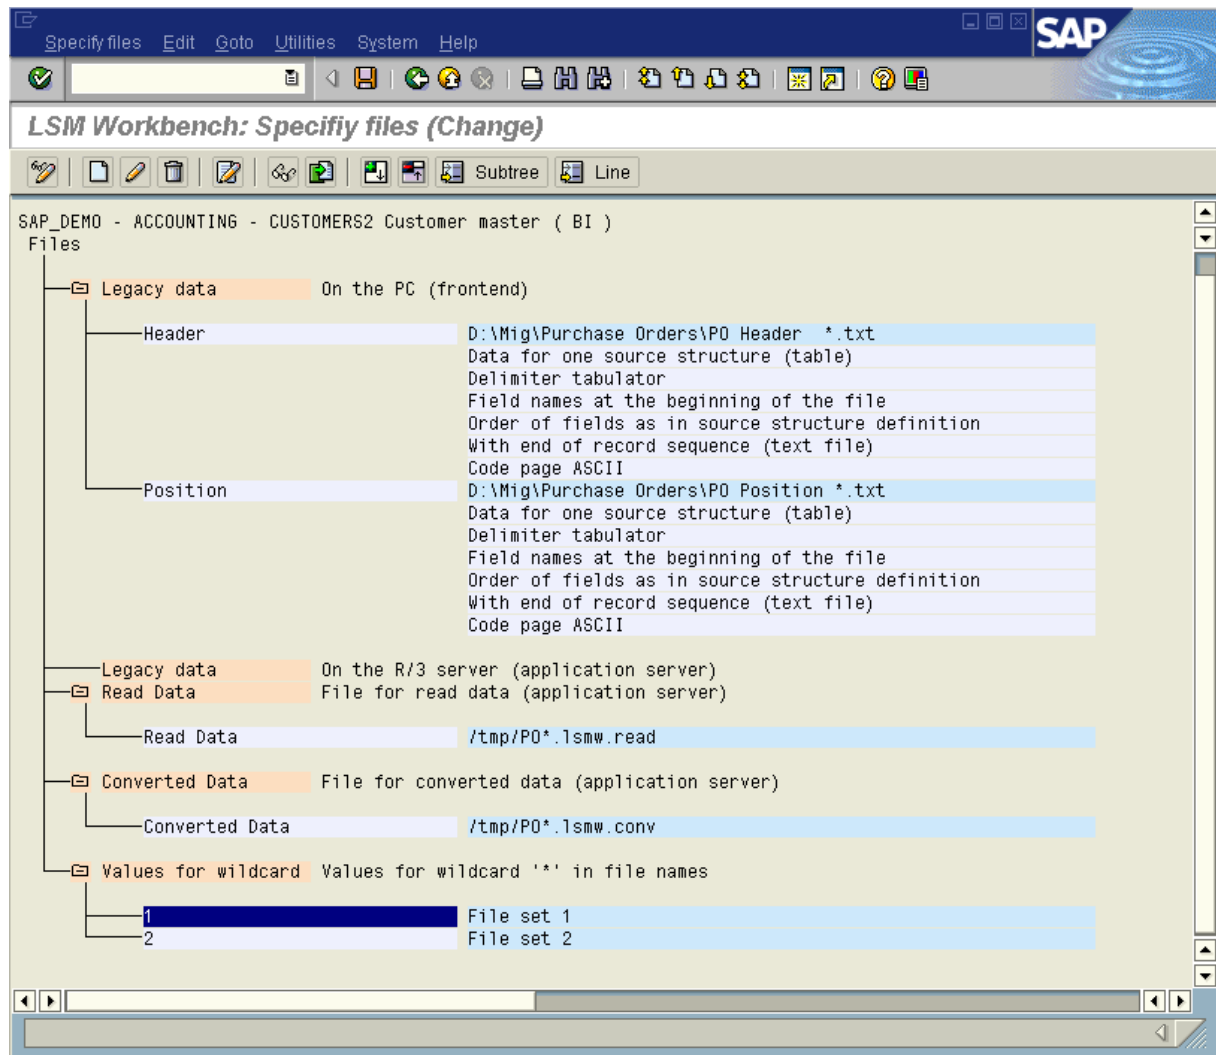 Specify files Edit Goto Utilities System Help
SAP
LSM Workbench: Specifiy files (Change)
Subtree Line
SAP_DEMO - ACCOUNTING - CUSTOMERS2 Customer master ( BI )
Files
Legacy data On the PC (frontend)
Header D:\Mig\Purchase Orders\PO Header *.txt
Data for one source structure (table)
Delimiter tabulator
Field names at the beginning of the file
Order of fields as in source structure definition
With end of record sequence (text file)
Code page ASCII
Position D:\Mig\Purchase Orders\PO Position *.txt
Data for one source structure (table)
Delimiter tabulator
Field names at the beginning of the file
Order of fields as in source structure definition
With end of record sequence (text file)
Code page ASCII
Legacy data On the R/3 server (application server)
Read Data File for read data (application server)
Read Data /tmp/PO*.lsmw.read
Converted Data File for converted data (application server)
Converted Data /tmp/PO*.lsmw.conv
Values for wildcard Values for wildcard '*' in file names
1 File set 1
2 File set 2